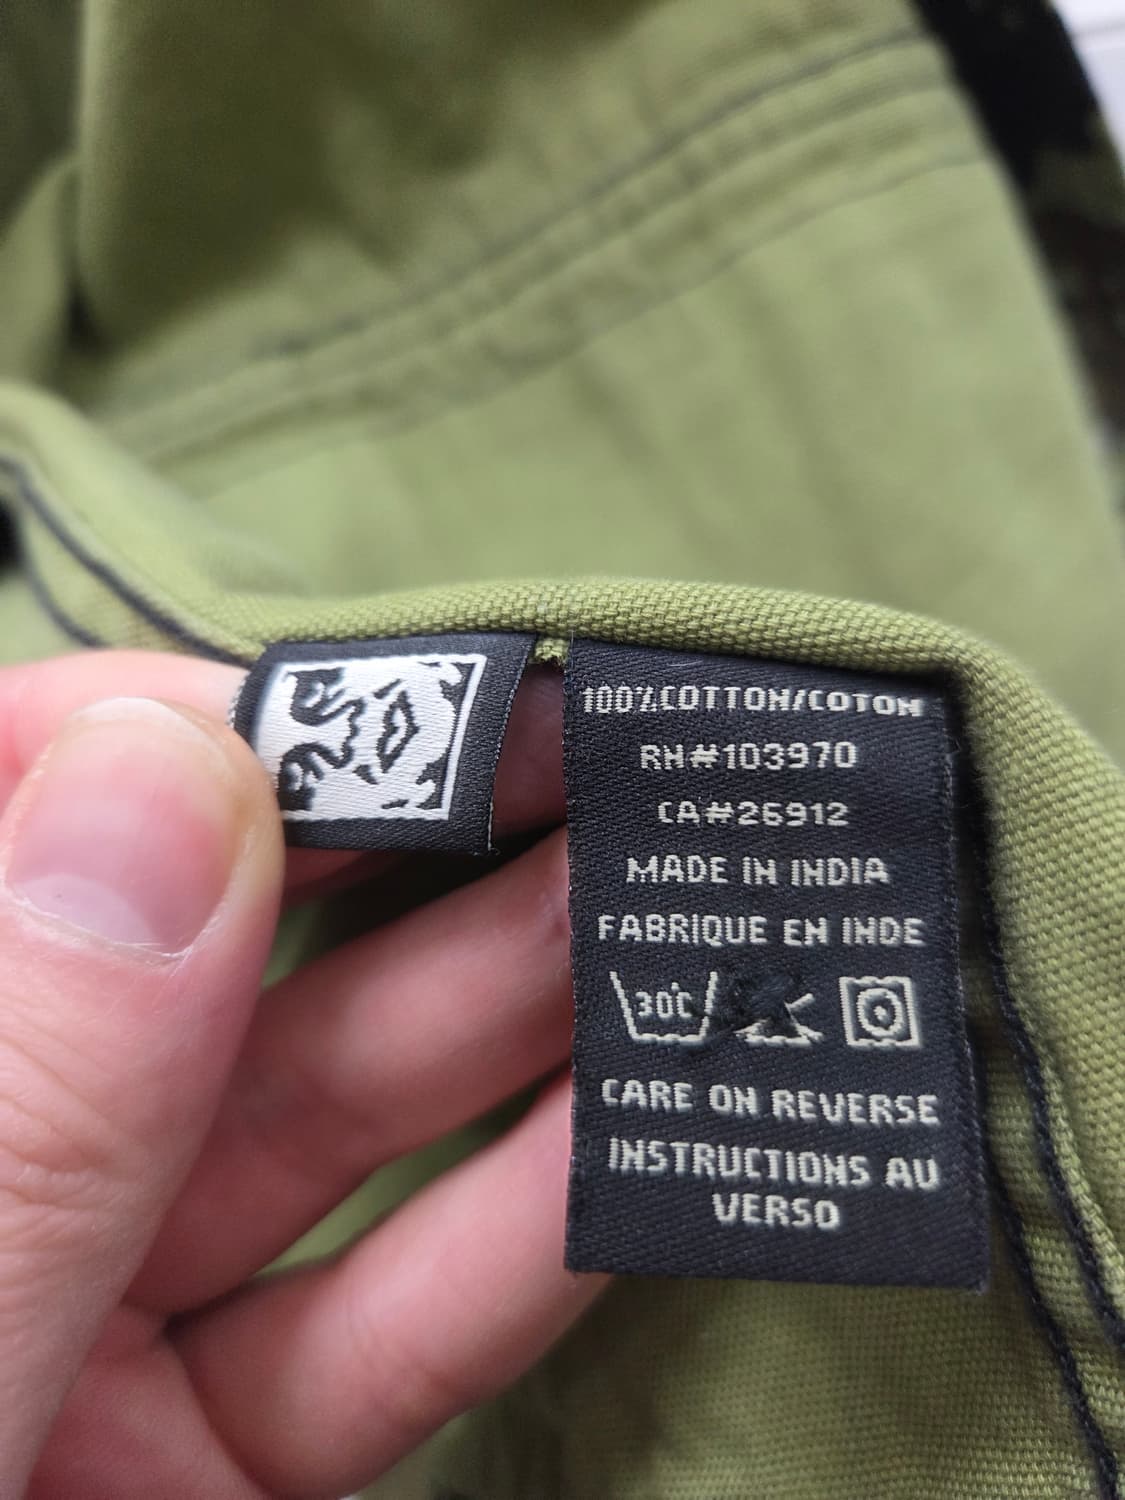 100% COTTON/COTON
RN#103970
CA#26912
MADE IN INDIA
FABRIQUE EN INDE
30°C
CARE ON REVERSE
INSTRUCTIONS AU
VERSO